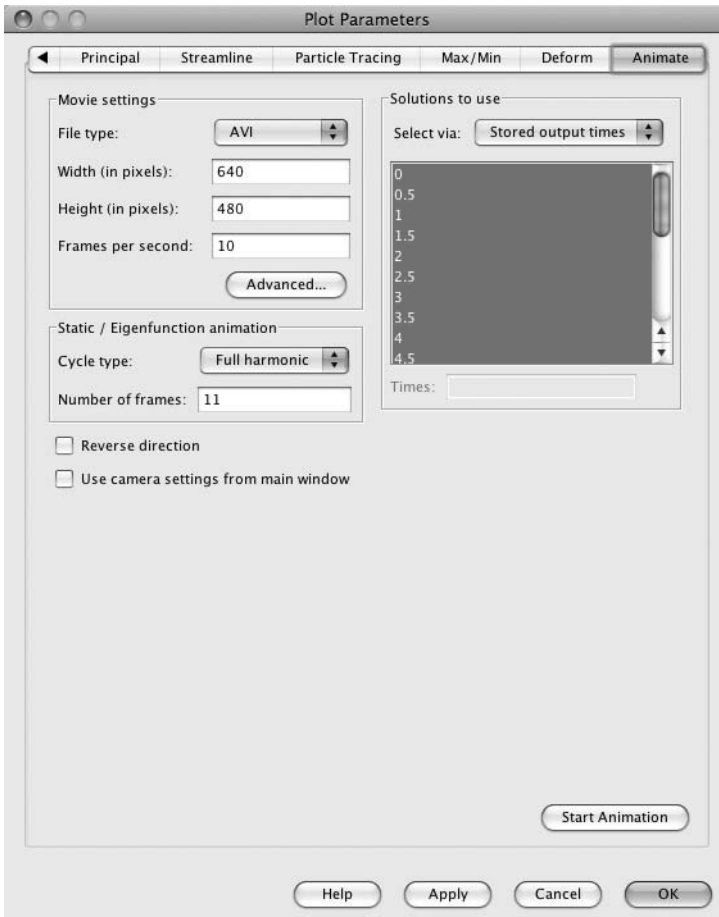 Plot Parameters
Principal Streamline Particle Tracing Max/Min Deform Animate
Movie settings
File type: AVI
Width (in pixels): 640
Height (in pixels): 480
Frames per second: 10
Advanced...
Static / Eigenfunction animation
Cycle type: Full harmonic
Number of frames: 11
Reverse direction
Use camera settings from main window
Solutions to use
Select via: Stored output times
0
0.5
1
1.5
2
2.5
3
3.5
4
4.5
Times:
Start Animation
Help Apply Cancel OK